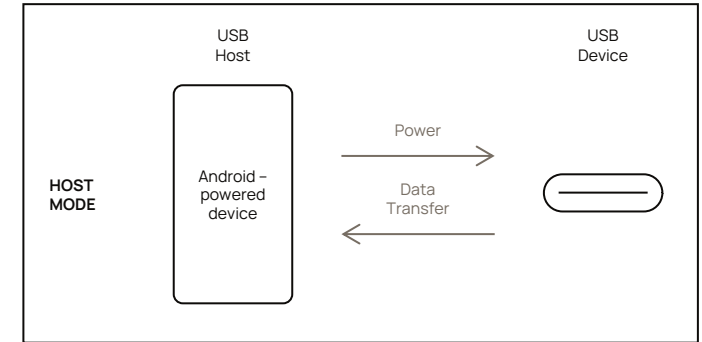 USB
Host
USB
Device
Power
HOST
MODE
Android –
powered
device
Data
Transfer